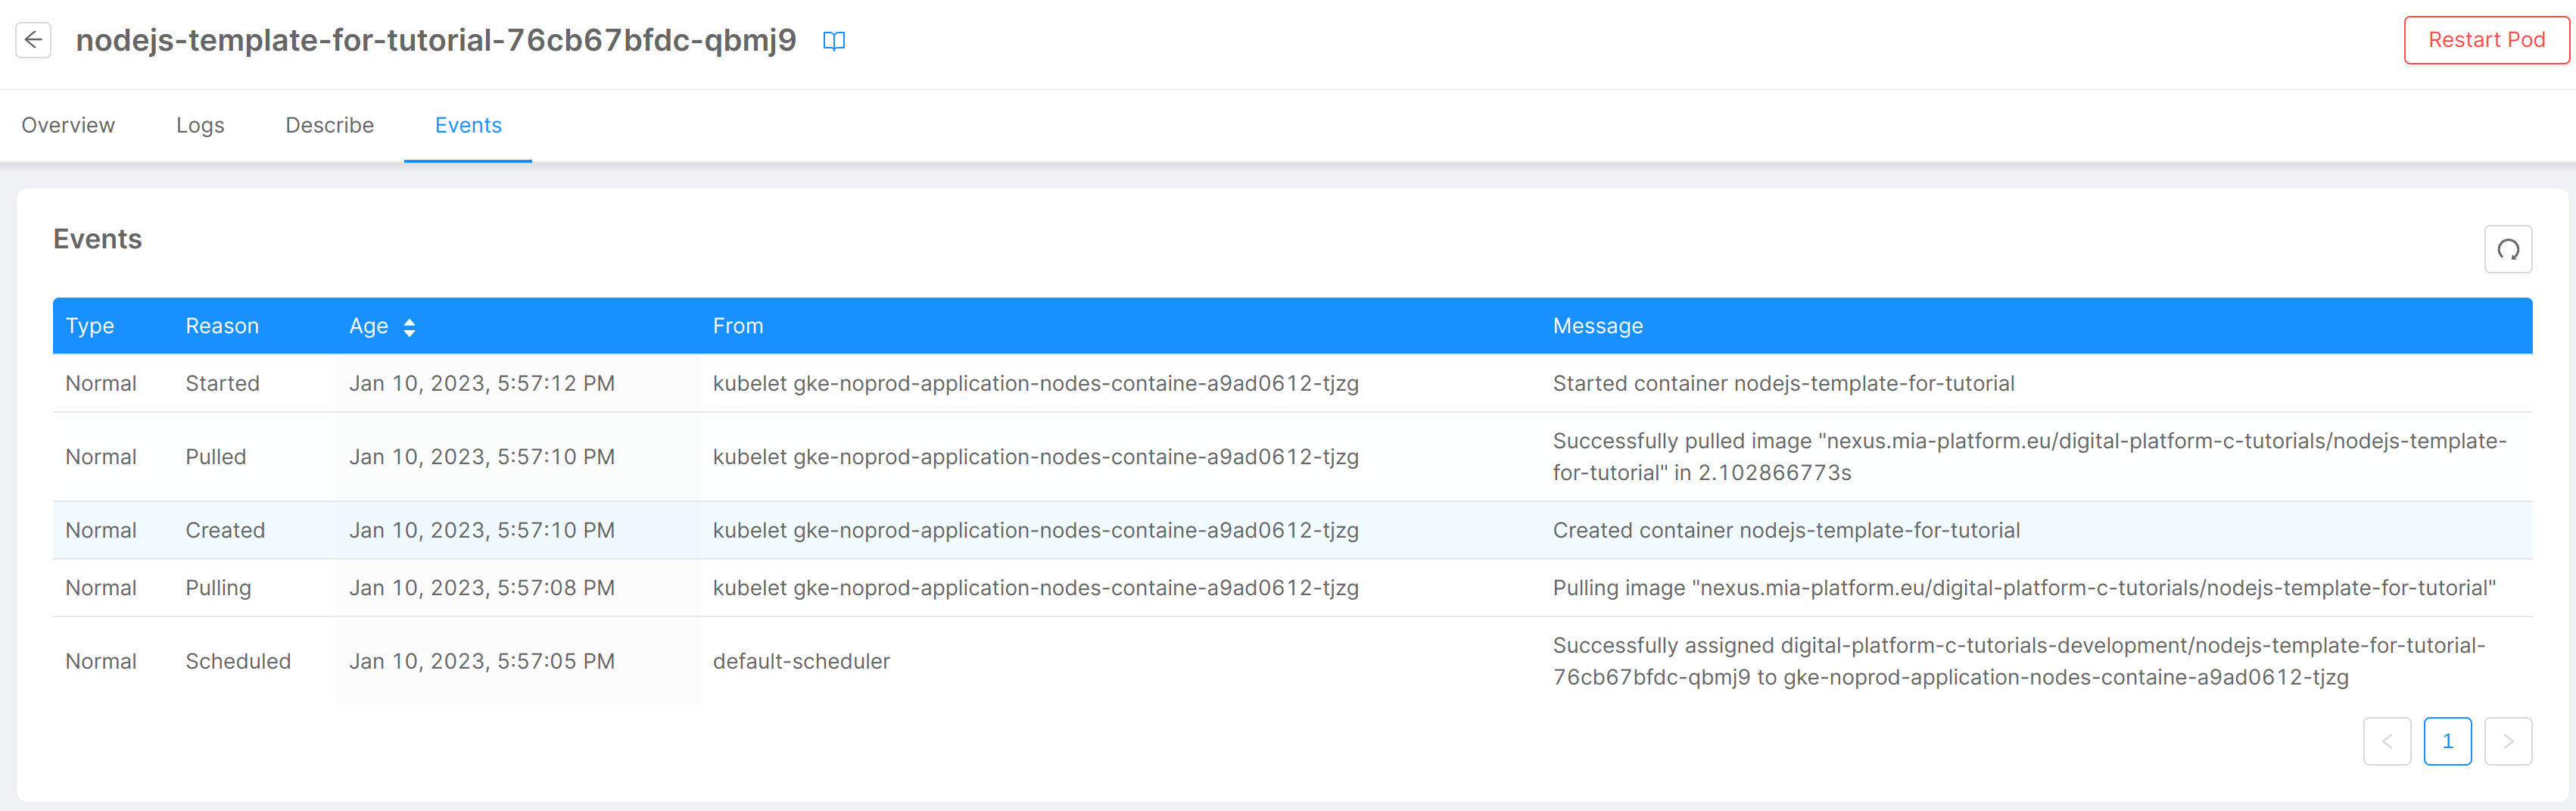 nodejs-template-for-tutorial-76cb67bfdc-qbmj9
Restart Pod
Overview Logs Describe Events
Events
Type Reason Age From Message
Normal Started Jan 10, 2023, 5:57:12 PM kubelet gke-noprod-application-nodes-containe-a9ad0612-tjzg Started container nodejs-template-for-tutorial
Normal Pulled Jan 10, 2023, 5:57:10 PM kubelet gke-noprod-application-nodes-containe-a9ad0612-tjzg Successfully pulled image "nexus.mia-platform.eu/digital-platform-c-tutorials/nodejs-template-
for-tutorial" in 2.102866773s
Normal Created Jan 10, 2023, 5:57:10 PM kubelet gke-noprod-application-nodes-containe-a9ad0612-tjzg Created container nodejs-template-for-tutorial
Normal Pulling Jan 10, 2023, 5:57:08 PM kubelet gke-noprod-application-nodes-containe-a9ad0612-tjzg Pulling image "nexus.mia-platform.eu/digital-platform-c-tutorials/nodejs-template-for-tutorial"
Normal Scheduled Jan 10, 2023, 5:57:05 PM default-scheduler Successfully assigned digital-platform-c-tutorials-development/nodejs-template-for-tutorial-
76cb67bfdc-qbmj9 to gke-noprod-application-nodes-containe-a9ad0612-tjzg
1